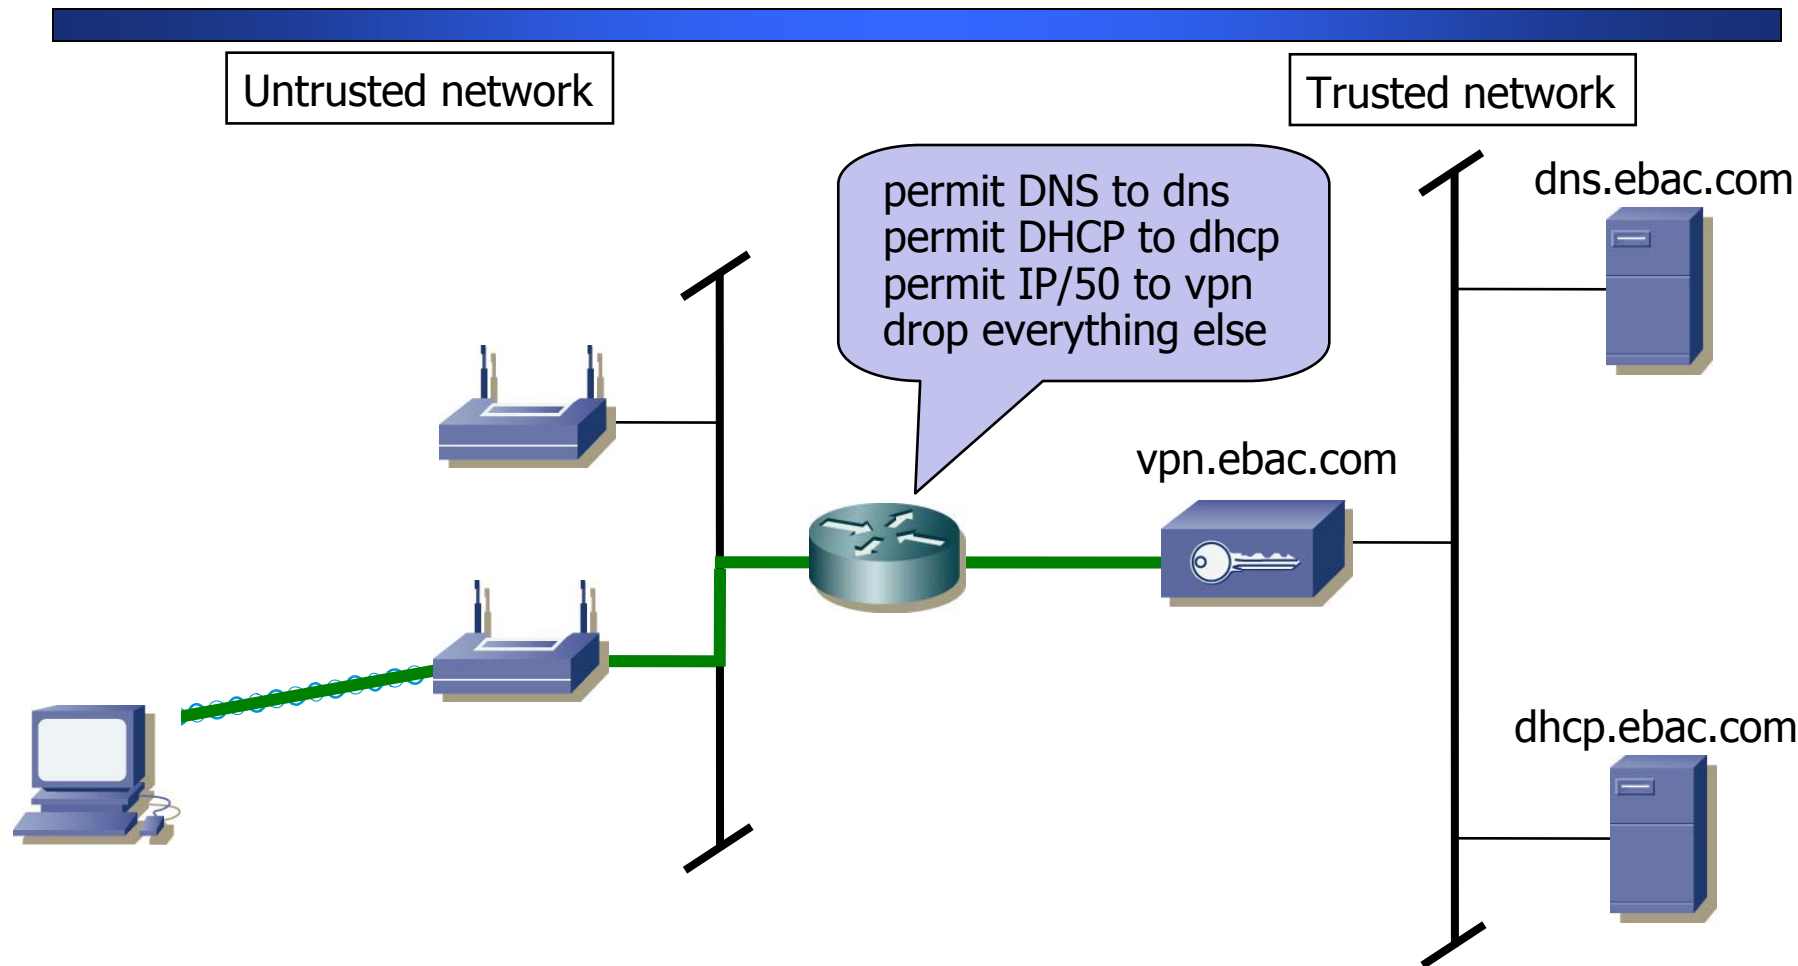 Untrusted network
Trusted network
permit DNS to dns
permit DHCP to dhcp
permit IP/50 to vpn
drop everything else
dns.ebac.com
vpn.ebac.com
dhcp.ebac.com